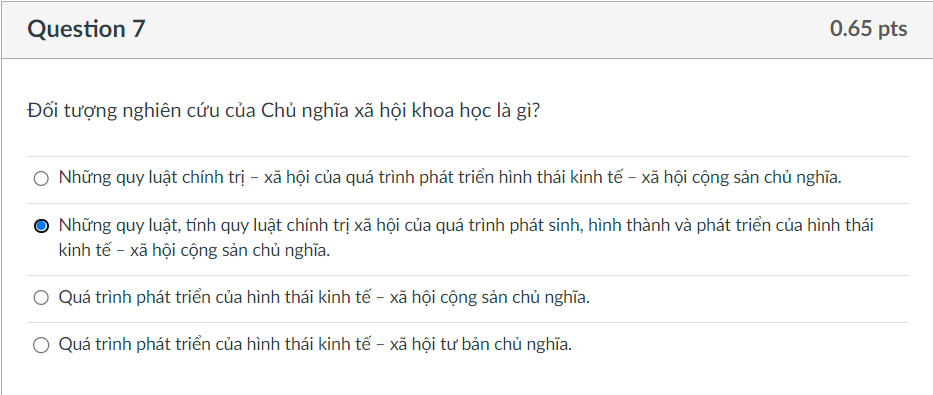 Question 7
0.65 pts
Đối tượng nghiên cứu của Chủ nghĩa xã hội khoa học là gì?
Những quy luật chính trị – xã hội của quá trình phát triển hình thái kinh tế – xã hội cộng sản chủ nghĩa.
Những quy luật, tính quy luật chính trị xã hội của quá trình phát sinh, hình thành và phát triển của hình thái
kinh tế – xã hội cộng sản chủ nghĩa.
Quá trình phát triển của hình thái kinh tế – xã hội cộng sản chủ nghĩa.
Quá trình phát triển của hình thái kinh tế – xã hội tư bản chủ nghĩa.